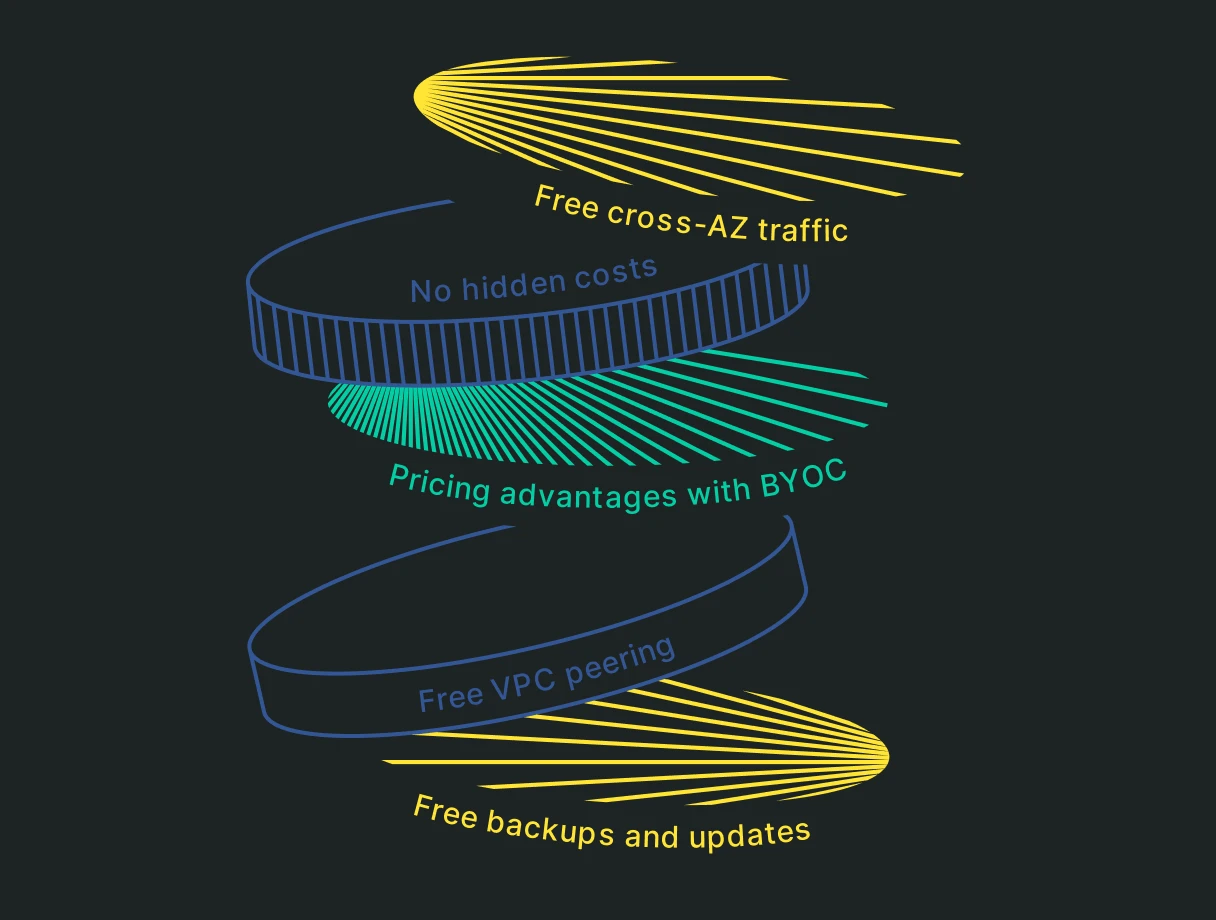 Free cross-AZ traffic
No hidden costs
Pricing advantages with BYOC
Free VPC peering
Free backups and updates